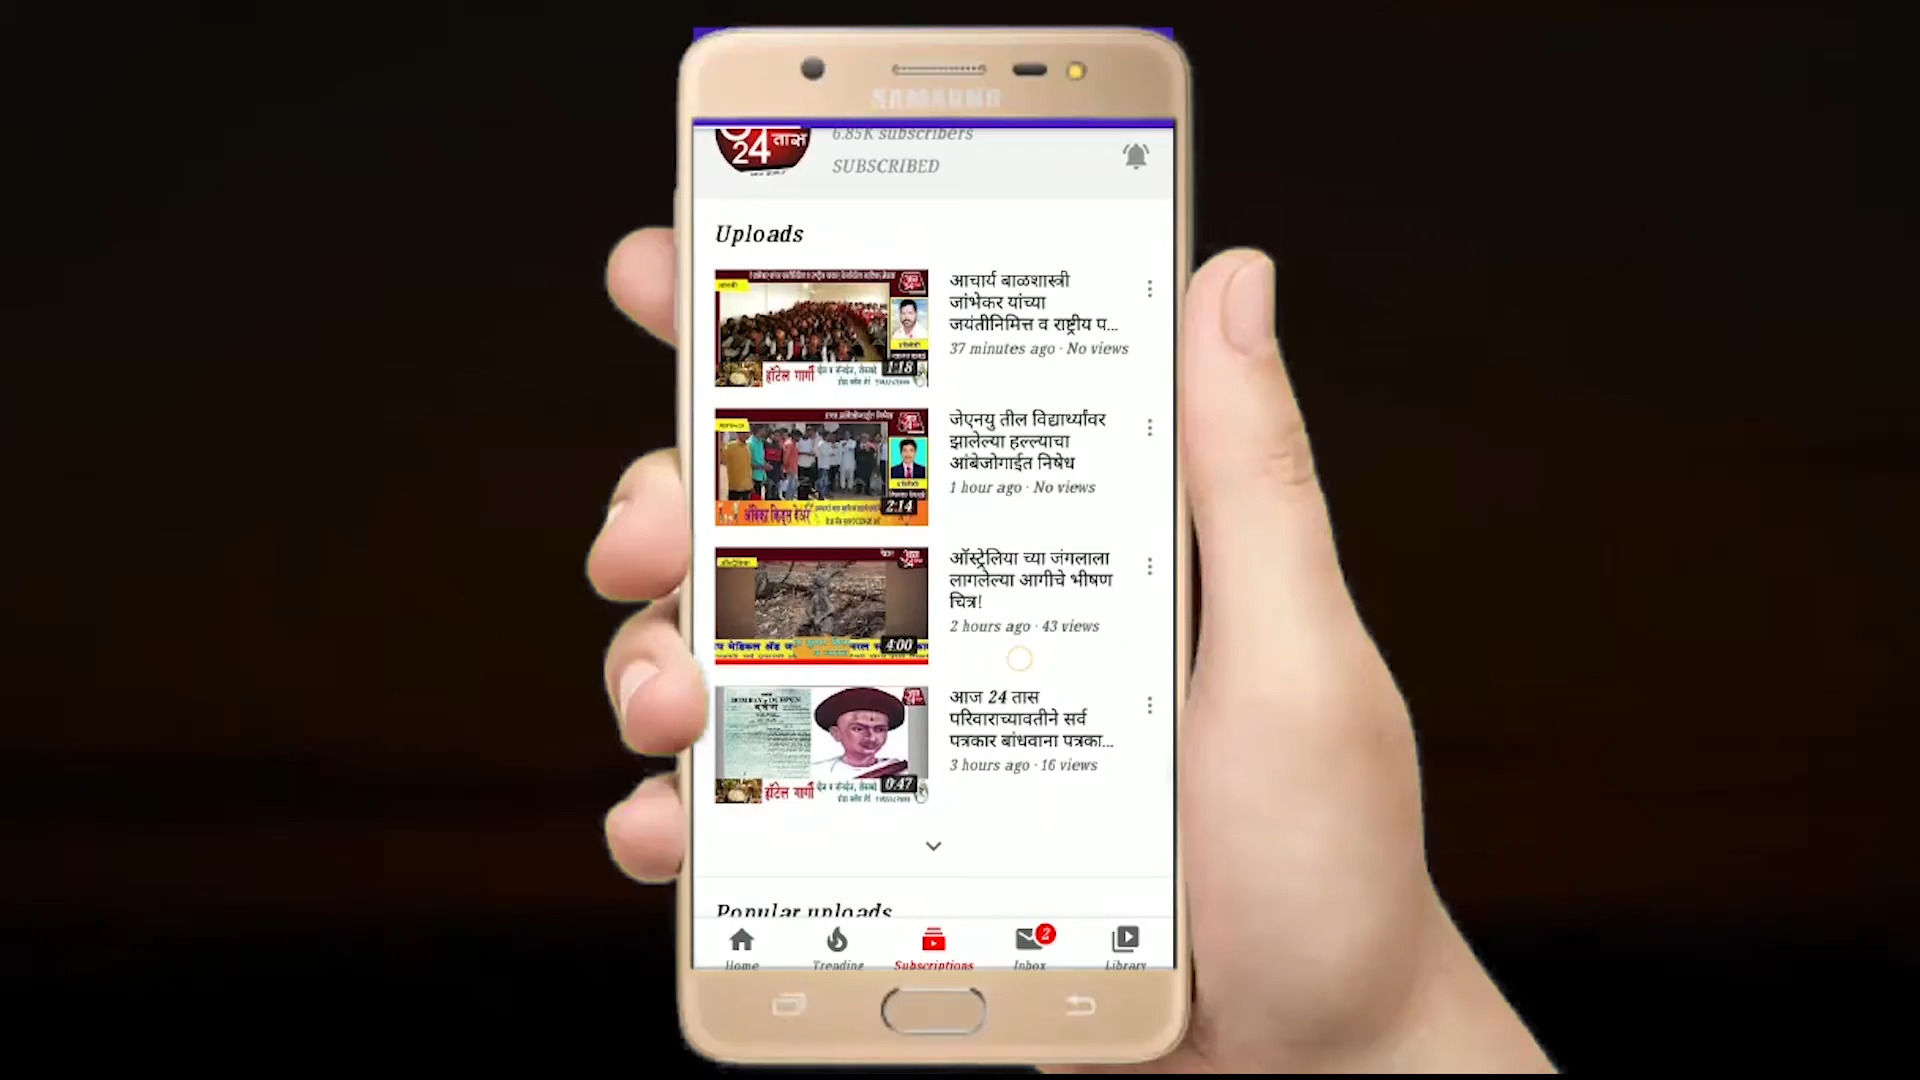 SAMSUNG
24 तास
6.85K subscribers
SUBSCRIBED
Uploads
आचार्य बाळशास्त्री
जांभेकर यांच्या
जयंतीनिमित्त व राष्ट्रीय प...
37 minutes ago · No views
हॉटेल गार्गी
1:18
जेएनयु तील विद्यार्थ्यांवर
झालेल्या हल्ल्याचा
आंबेजोगाईत निषेध
1 hour ago · No views
अंबिका किड्स वेअर
2:14
ऑस्ट्रेलिया च्या जंगलाला
लागलेल्या आगीचे भीषण
चित्र!
2 hours ago · 43 views
4:00
आज 24 तास
परिवाराच्यावतीने सर्व
पत्रकार बांधवाना पत्रका...
3 hours ago · 16 views
हॉटेल गार्गी
0:47
Popular uploads
2
Home
Trending
Subscriptions
Inbox
Library